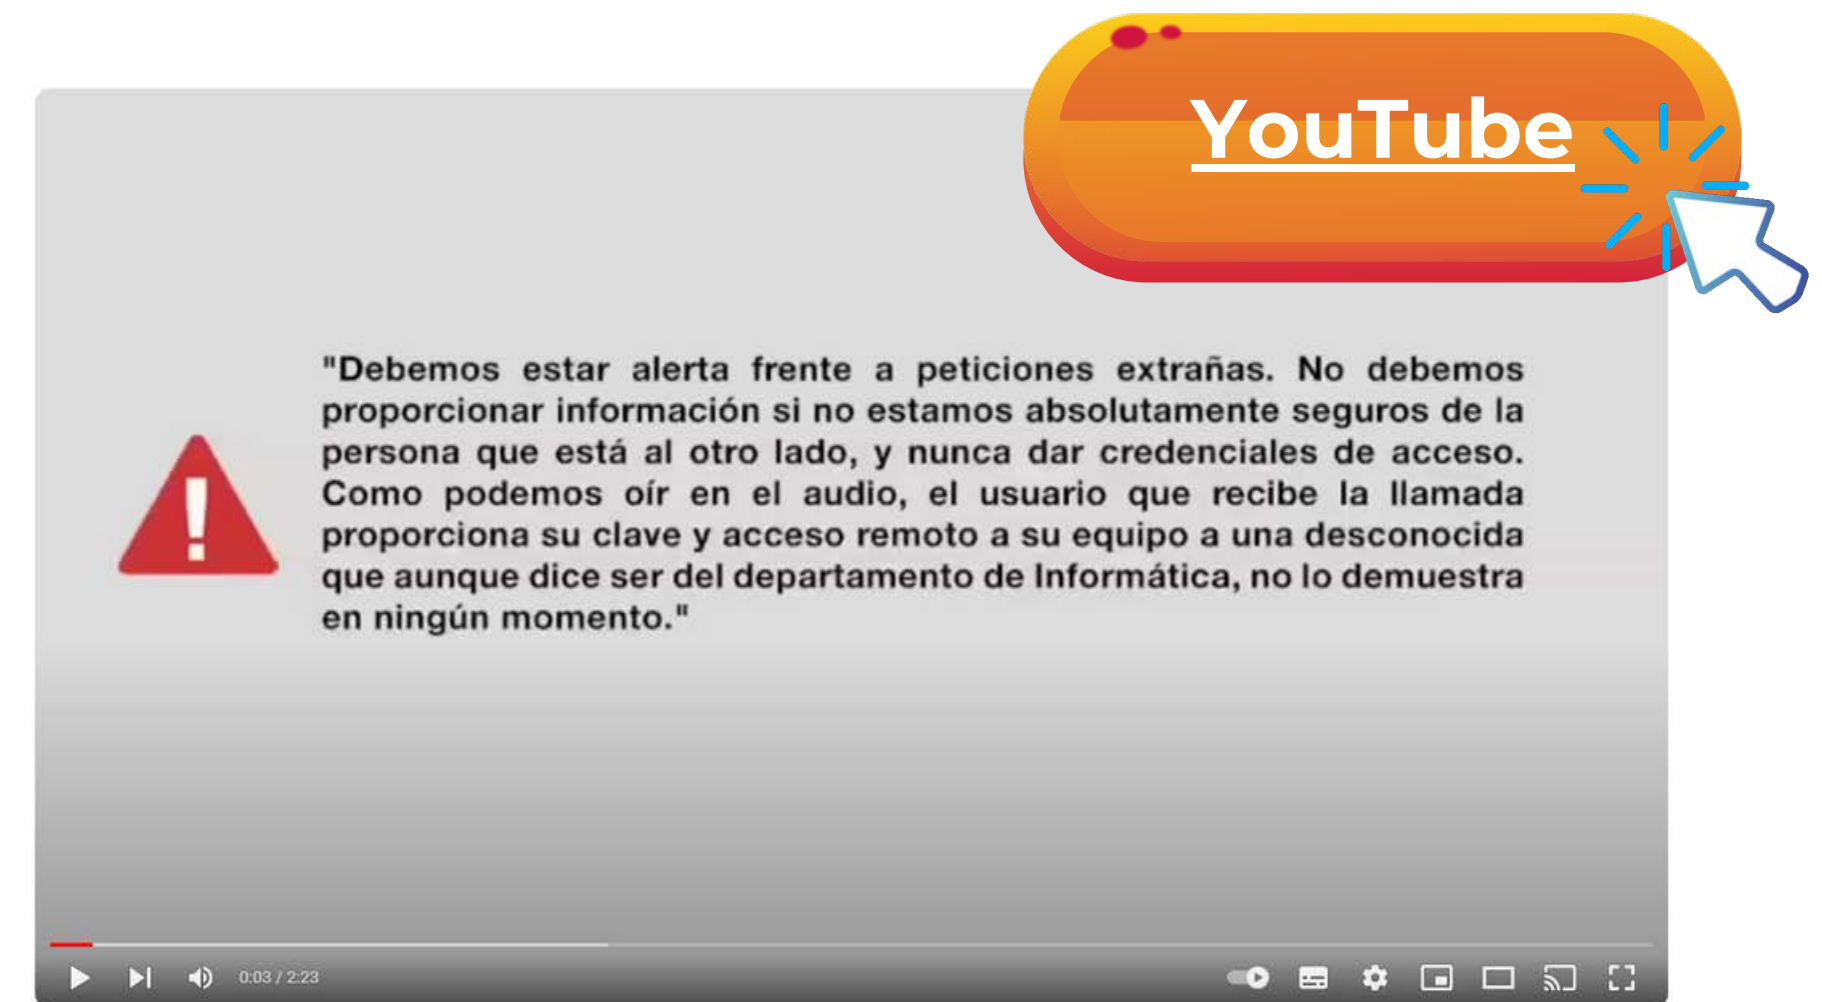 YouTube
"Debemos estar alerta frente a peticiones extrañas. No debemos
proporcionar información si no estamos absolutamente seguros de la
persona que está al otro lado, y nunca dar credenciales de acceso.
Como podemos oír en el audio, el usuario que recibe la llamada
proporciona su clave y acceso remoto a su equipo a una desconocida
que aunque dice ser del departamento de Informática, no lo demuestra
en ningún momento."
0:03 / 2:23